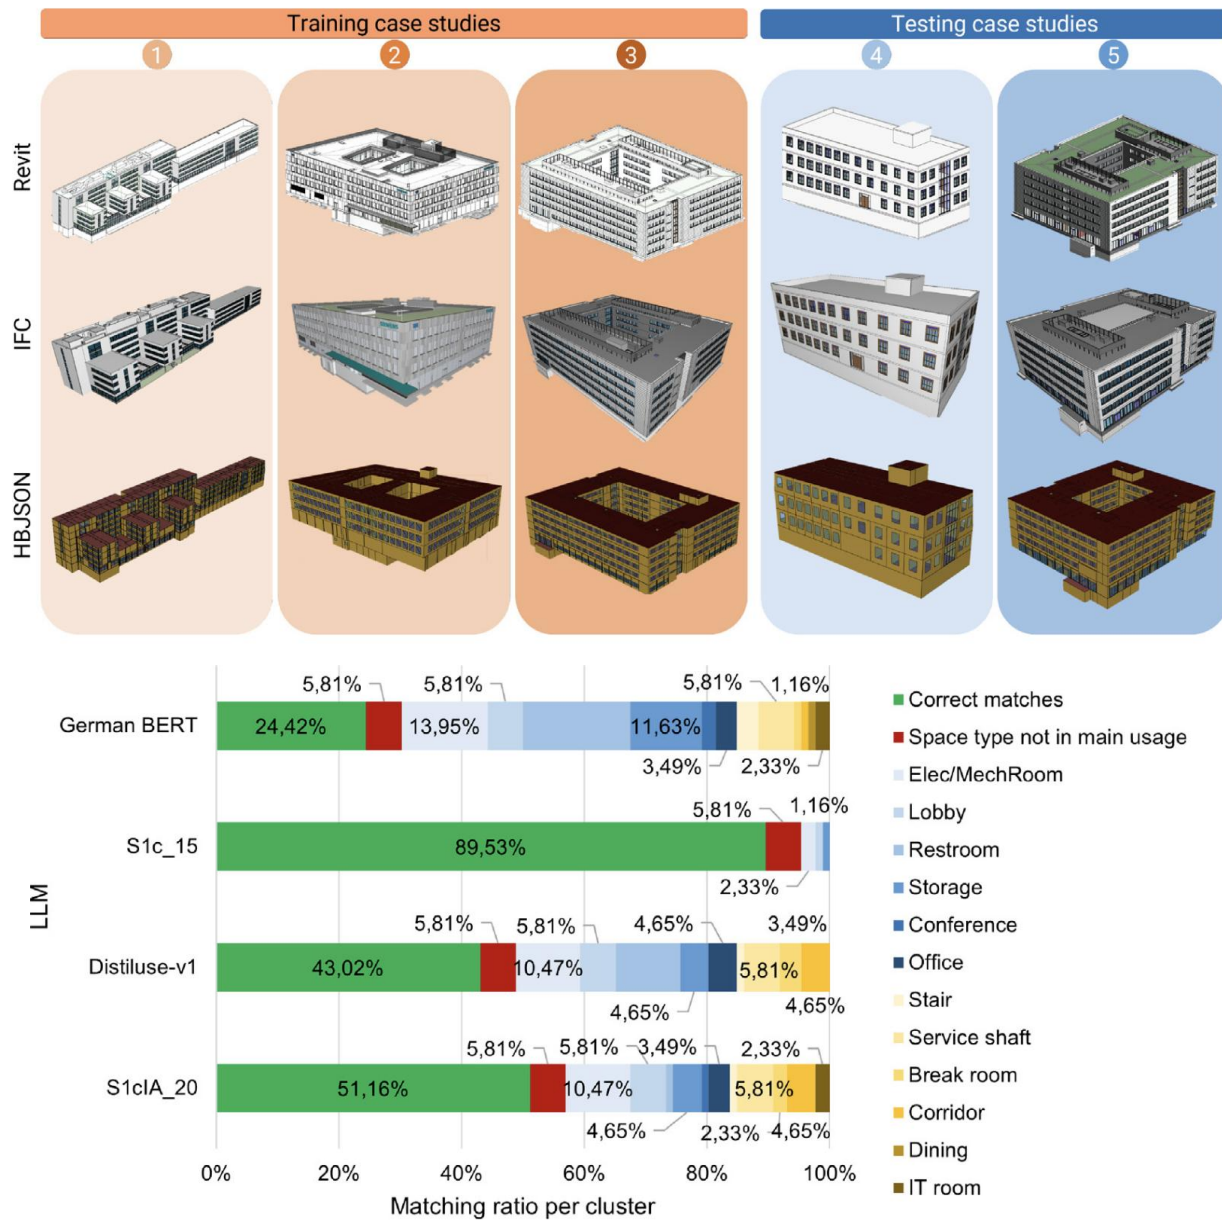 Training case studies
Testing case studies
1
2
3
4
5
Revit
IFC
HBJSON
5,81%
5,81%
5,81%
1,16%
German BERT
24,42%
13,95%
11,63%
3,49%
2,33%
5,81%
1,16%
S1c_15
89,53%
2,33%
5,81%
5,81%
4,65%
3,49%
Distiluse-v1
43,02%
10,47%
5,81%
4,65%
4,65%
5,81%
5,81%
3,49%
2,33%
S1cIA_20
51,16%
10,47%
5,81%
4,65%
2,33%
4,65%
LLM
0%
20%
40%
60%
80%
100%
Matching ratio per cluster
Correct matches
Space type not in main usage
Elec/MechRoom
Lobby
Restroom
Storage
Conference
Office
Stair
Service shaft
Break room
Corridor
Dining
IT room